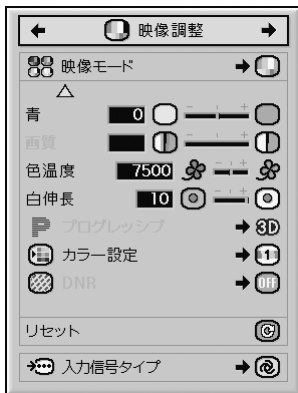 映像調整
映像モード
青 0
画質
色温度 7500
白伸長 10
P プログレッシブ 3D
カラー設定 1
DNR OFF
リセット
入力信号タイプ